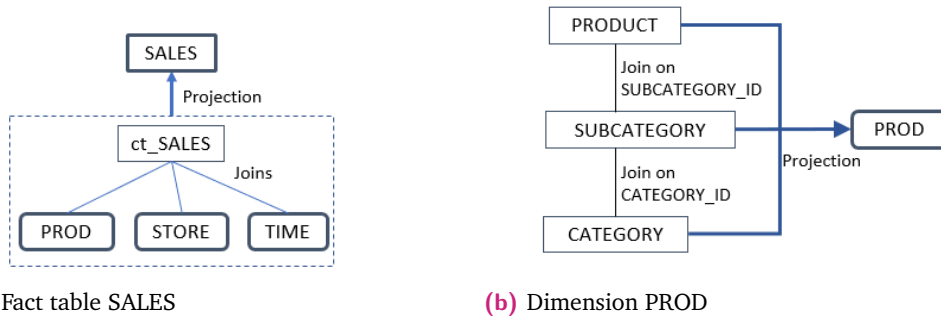 SALES
Projection
ct_SALES
Joins
PROD
STORE
TIME
Fact table SALES
PRODUCT
Join on
SUBCATEGORY_ID
SUBCATEGORY
PROD
Projection
Join on
CATEGORY_ID
CATEGORY
(b) Dimension PROD